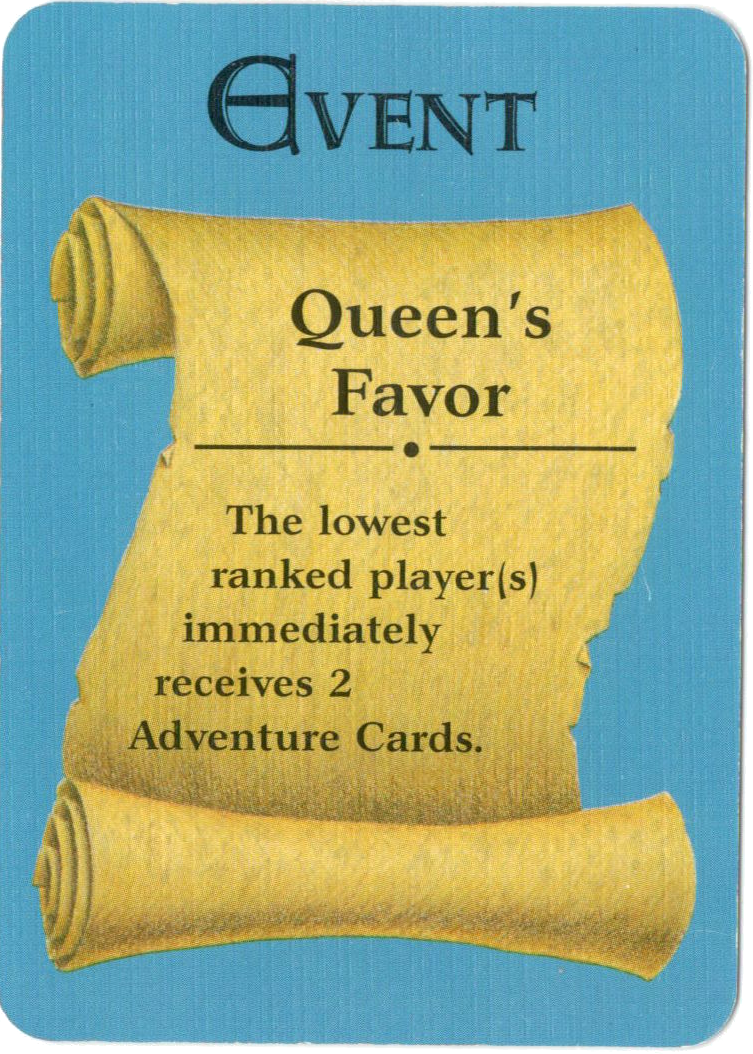 EVENT
Queen's
Favor
The lowest
ranked player(s)
immediately
receives 2
Adventure Cards.